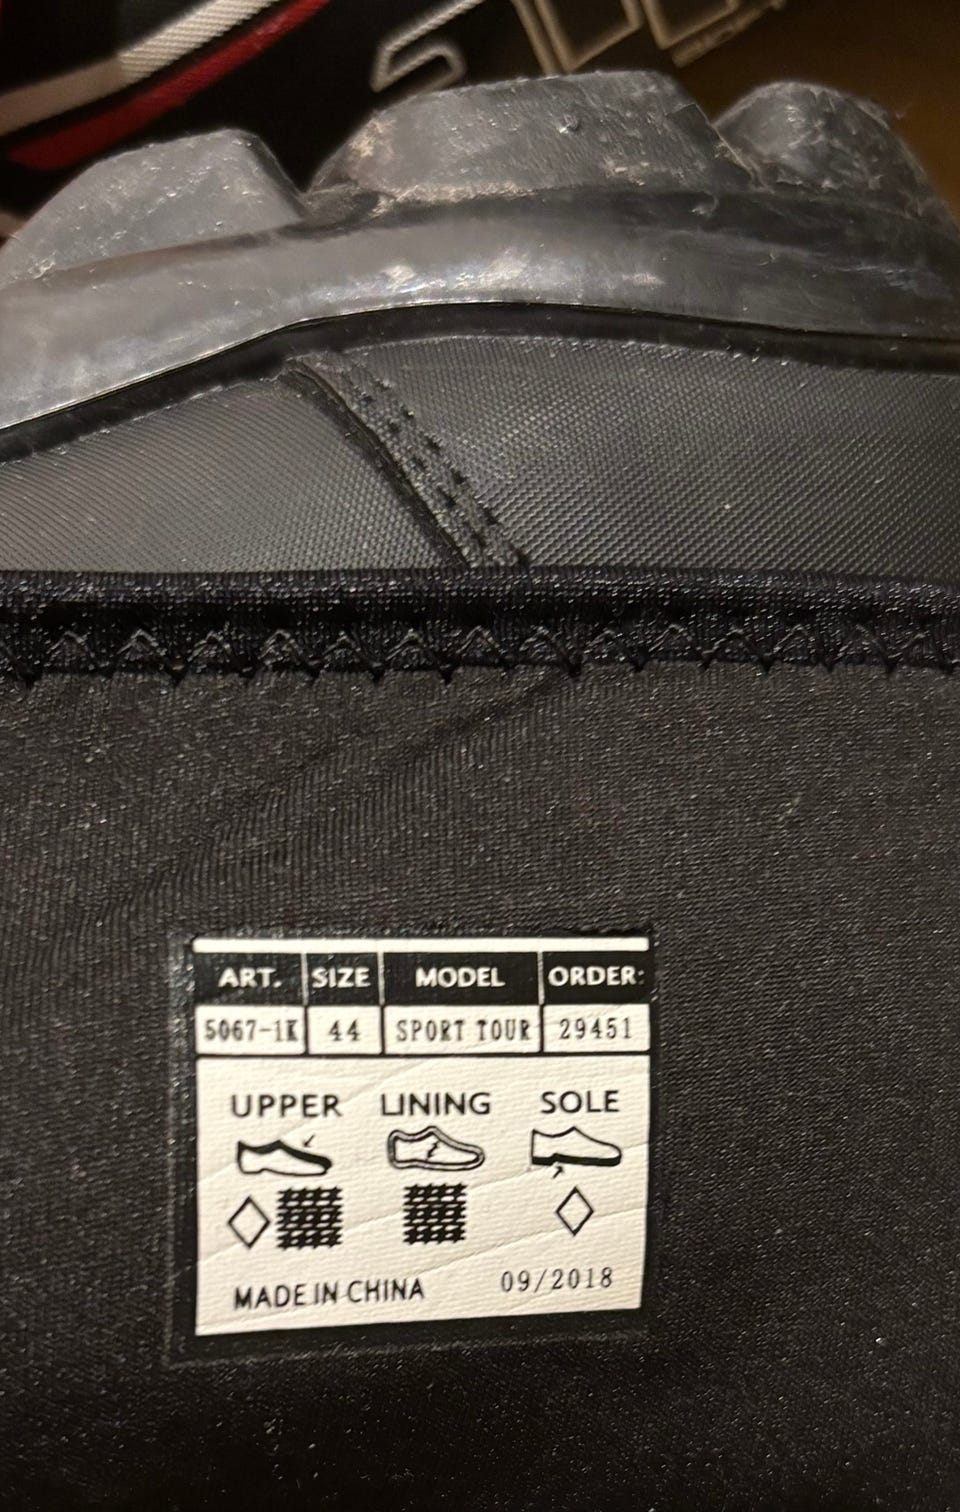 ART. SIZE MODEL ORDER:
5067-1K 44 SPORT TOUR 29451
UPPER LINING SOLE
MADE IN CHINA 09/2018